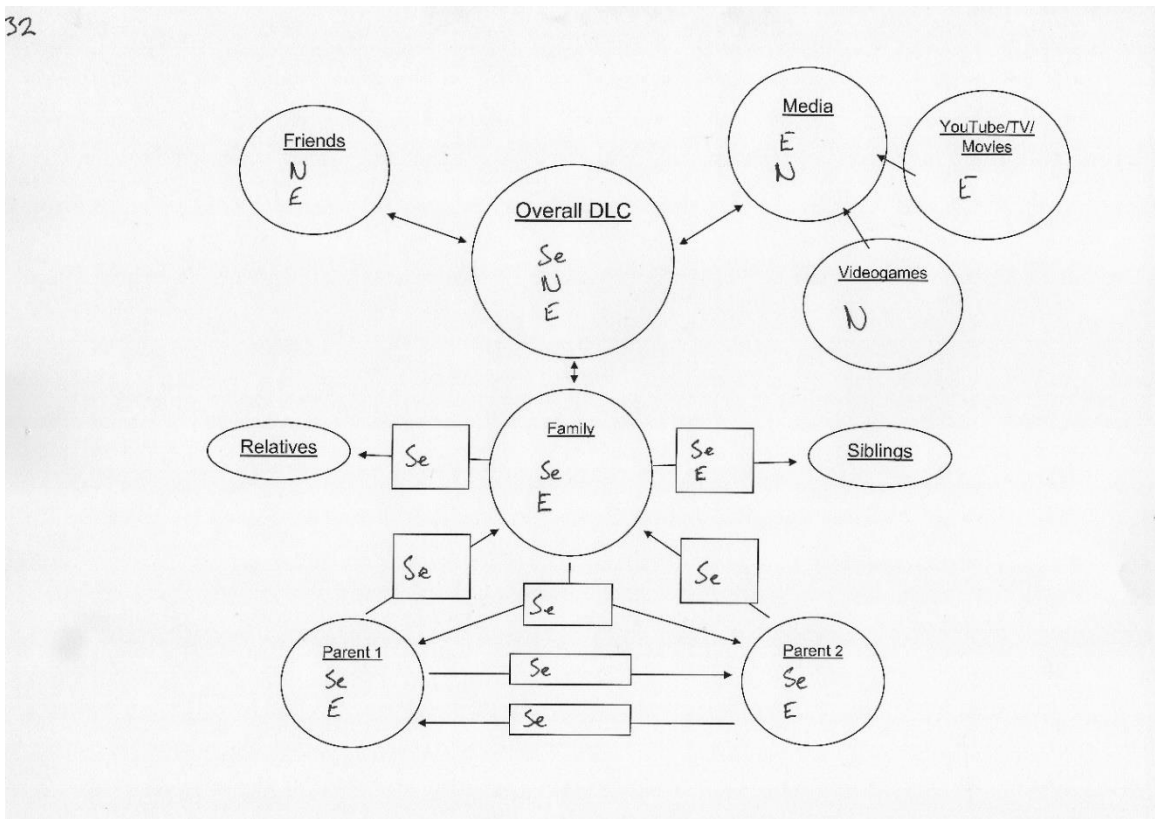 32
Friends
N
E
Media
E
N
YouTube/TV/
Movies
E
Overall DLC
Se
N
E
Videogames
N
Relatives
Se
Family
Se
E
Se
E
Siblings
Se
Se
Se
Parent 1
Se
E
Se
Se
Parent 2
Se
E